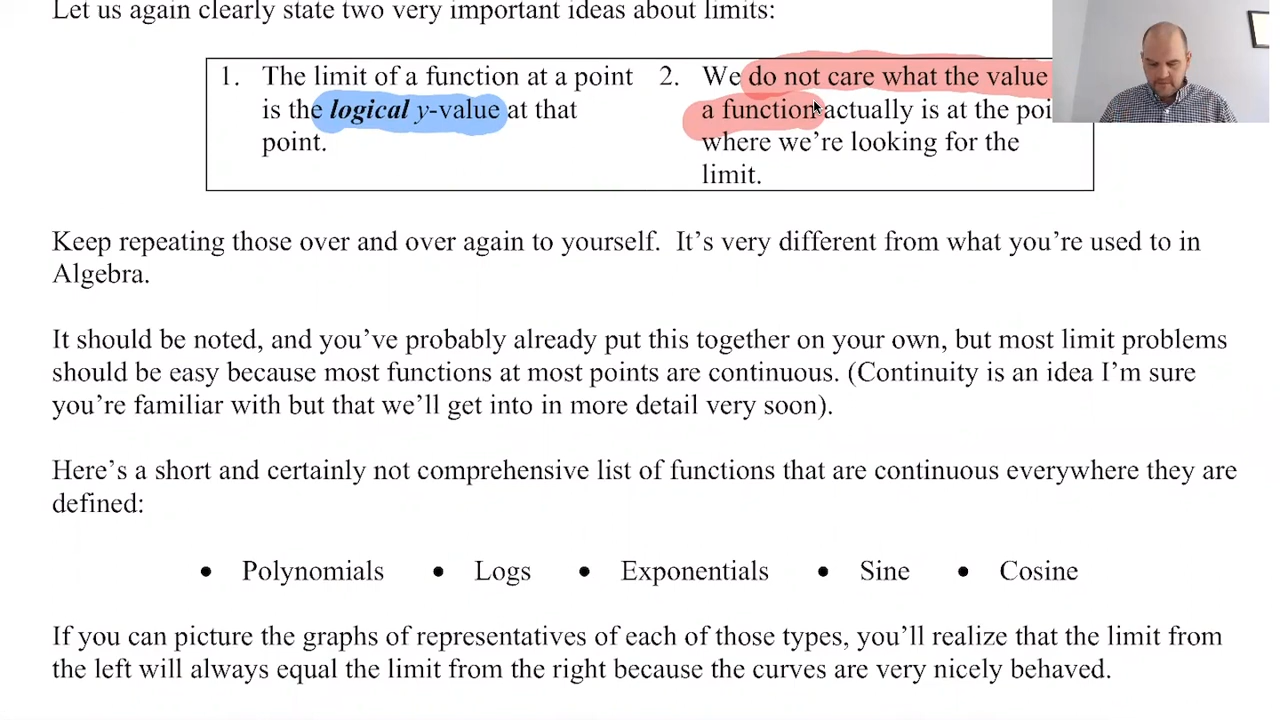 Let us again clearly state two very important ideas about limits:
1. The limit of a function at a point
is the logical y-value at that
point.
2. We do not care what the value
a function actually is at the
where we're looking for the
limit.
Keep repeating those over and over again to yourself. It's very different from what you're used to in
Algebra.
It should be noted, and you've probably already put this together on your own, but most limit problems
should be easy because most functions at most points are continuous. (Continuity is an idea I'm sure
you're familiar with but that we'll get into in more detail very soon).
Here's a short and certainly not comprehensive list of functions that are continuous everywhere they are
defined:
• Polynomials • Logs • Exponentials • Sine • Cosine
If you can picture the graphs of representatives of each of those types, you'll realize that the limit from
the left will always equal the limit from the right because the curves are very nicely behaved.